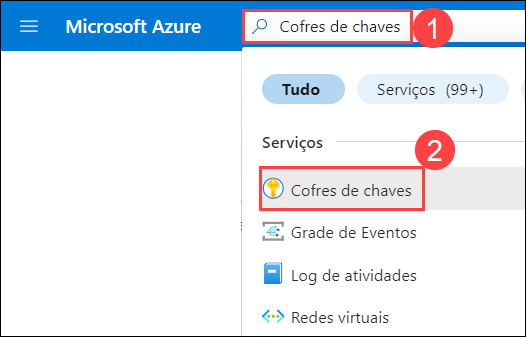 Microsoft Azure
Cofres de chaves
1
Tudo
Serviços (99+)
Serviços
2
Cofres de chaves
Grade de Eventos
Log de atividades
Redes virtuais